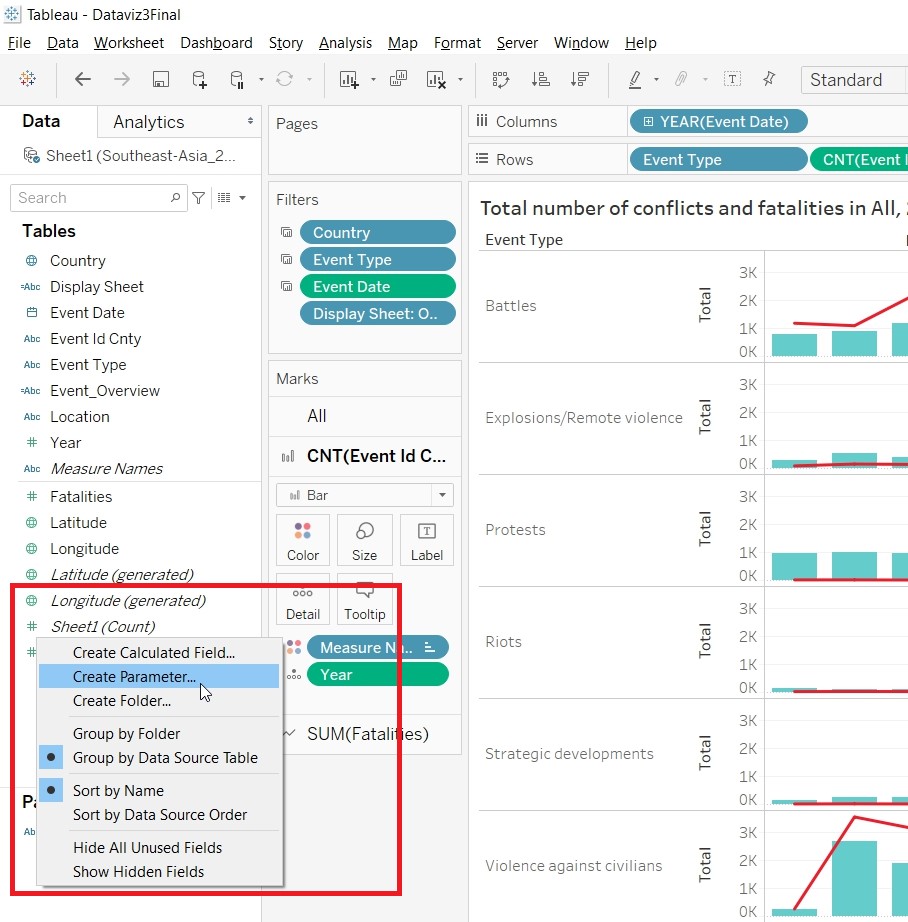 Tableau - Dataviz3Final
File Data Worksheet Dashboard Story Analysis Map Format Server Window Help
Standard
Data Analytics
Sheet1 (Southeast-Asia_2...
Search
Tables
Country
Display Sheet
Event Date
Abc Event Id Cnty
Abc Event Type
Event_Overview
Abc Location
Year
Abc Measure Names
Fatalities
Latitude
Longitude
Latitude (generated)
Longitude (generated)
Sheet1 (Count)
Create Calculated Field...
Create Parameter...
Create Folder...
Group by Folder
Group by Data Source Table
Sort by Name
Sort by Data Source Order
Hide All Unused Fields
Show Hidden Fields
Pages
Filters
Country
Event Type
Event Date
Display Sheet: O..
Marks
All
CNT(Event Id C...
Bar
Color Size Label
Detail Tooltip
Measure Na..
Year
SUM(Fatalities)
Columns YEAR(Event Date)
Rows Event Type CNT(Event I
Total number of conflicts and fatalities in All,
Event Type
Battles Total 3K 2K 1K 0K
Explosions/Remote violence Total 3K 2K 1K 0K
Protests Total 3K 2K 1K 0K
Riots Total 3K 2K 1K 0K
Strategic developments Total 3K 2K 1K 0K
Violence against civilians Total 3K 2K 1K 0K